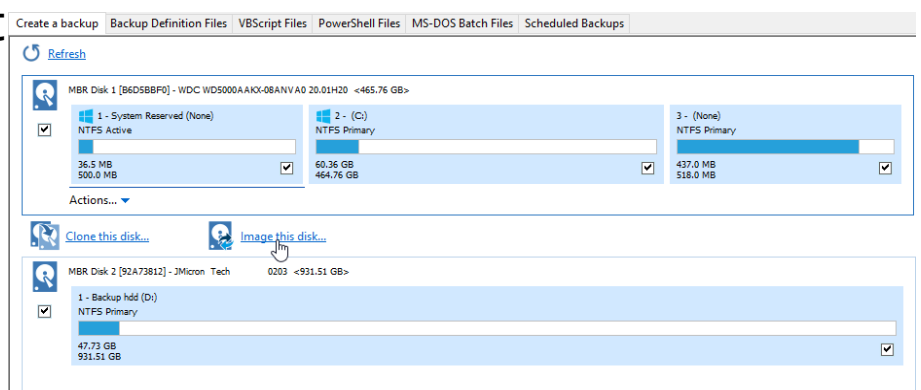 Create a backup Backup Definition Files VBScript Files PowerShell Files MS-DOS Batch Files Scheduled Backups
Refresh
MBR Disk 1 [B6D5BBF0] - WDC WD5000AAKX-08ANVA0 20.01H20 <465.76 GB>
1 - System Reserved (None)
NTFS Active
36.5 MB
500.0 MB
2 - (C:)
NTFS Primary
60.36 GB
464.76 GB
3 - (None)
NTFS Primary
437.0 MB
518.0 MB
Actions...
Clone this disk... Image this disk...
MBR Disk 2 [92A73812] - JMicron Tech 0203 <931.51 GB>
1 - Backup hdd (D:)
NTFS Primary
47.73 GB
931.51 GB